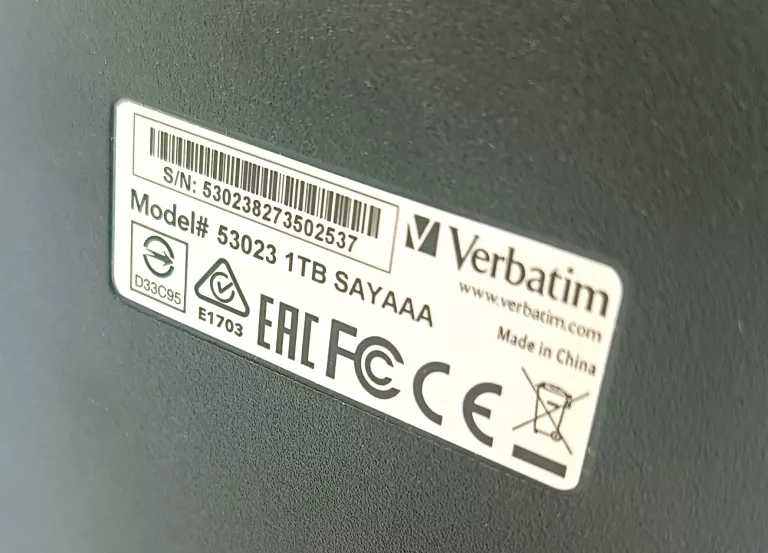 S/N: 530238273502537
Model# 53023 1TB SAYAAA
Verbatim
www.verbatim.com
Made in China
D33C95
E1703
EAC FC CE